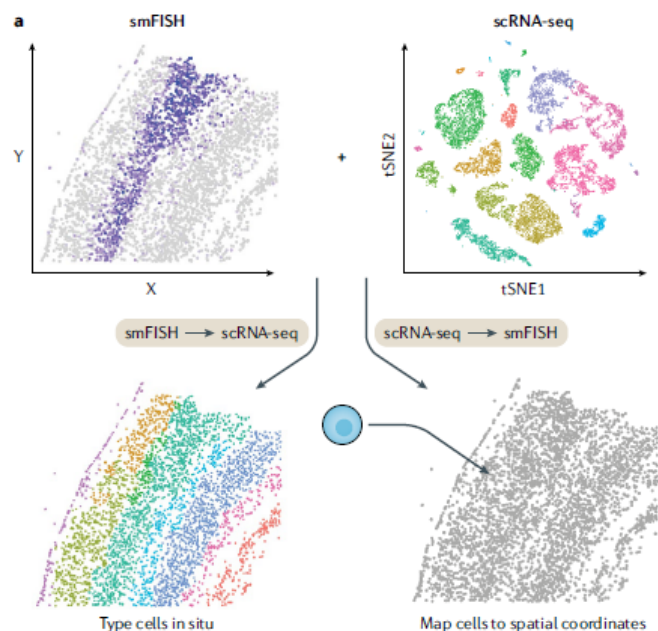 a
smFISH
scRNA-seq
Y
X
+
tSNE2
tSNE1
smFISH → scRNA-seq
scRNA-seq → smFISH
Type cells in situ
Map cells to spatial coordinates